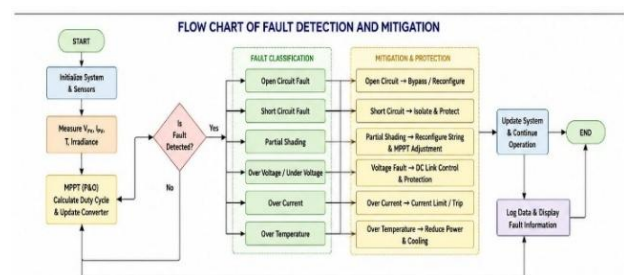 FLOW CHART OF FAULT DETECTION AND MITIGATION
START
Initialize System
& Sensors
Measure VPV, IPV,
T, Irradiance
MPPT (P&O)
Calculate Duty Cycle
& Update Converter
Is
Fault
Detected?
Yes
No
FAULT CLASSIFICATION
Open Circuit Fault
Short Circuit Fault
Partial Shading
Over Voltage / Under Voltage
Over Current
Over Temperature
MITIGATION & PROTECTION
Open Circuit → Bypass / Reconfigure
Short Circuit → Isolate & Protect
Partial Shading → Reconfigure String
& MPPT Adjustment
Voltage Fault → DC Link Control
& Protection
Over Current → Current Limit / Trip
Over Temperature → Reduce Power
& Cooling
Update System
& Continue
Operation
END
Log Data & Display
Fault Information